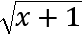 √x + 1